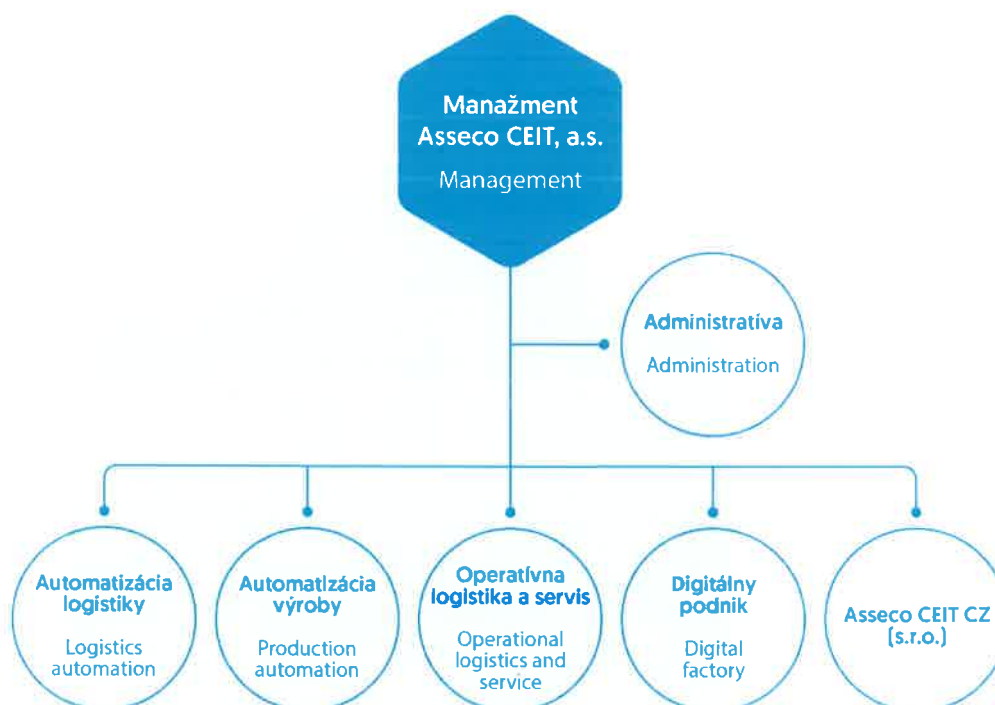 Manažment
Asseco CEIT, a.s.
Management
Administratíva
Administration
Automatizácia
logistiky
Logistics
automation
Automatizácia
výroby
Production
automation
Operatívna
logistika a servis
Operational
logistics and
service
Digitálny
podnik
Digital
factory
Asseco CEIT CZ
(s.r.o.)